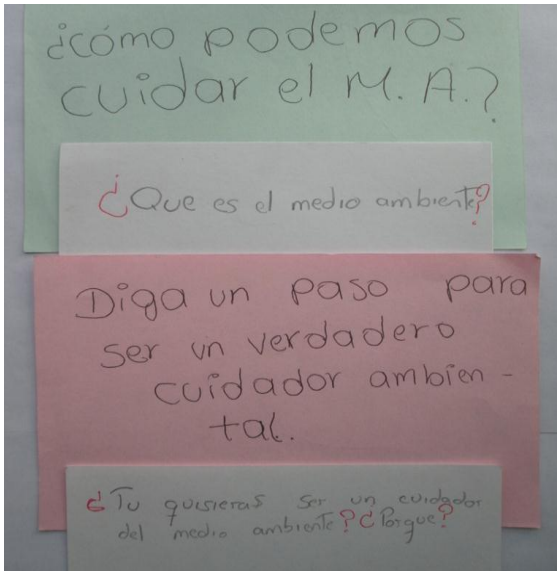 ¿cómo podemos
cuidar el M. A.?
¿Que es el medio ambiente?
Diga un paso para
ser un verdadero
cuidador ambien-
tal.
¿Tu quisieras ser un cuidador
del medio ambiente? ¿Porque?